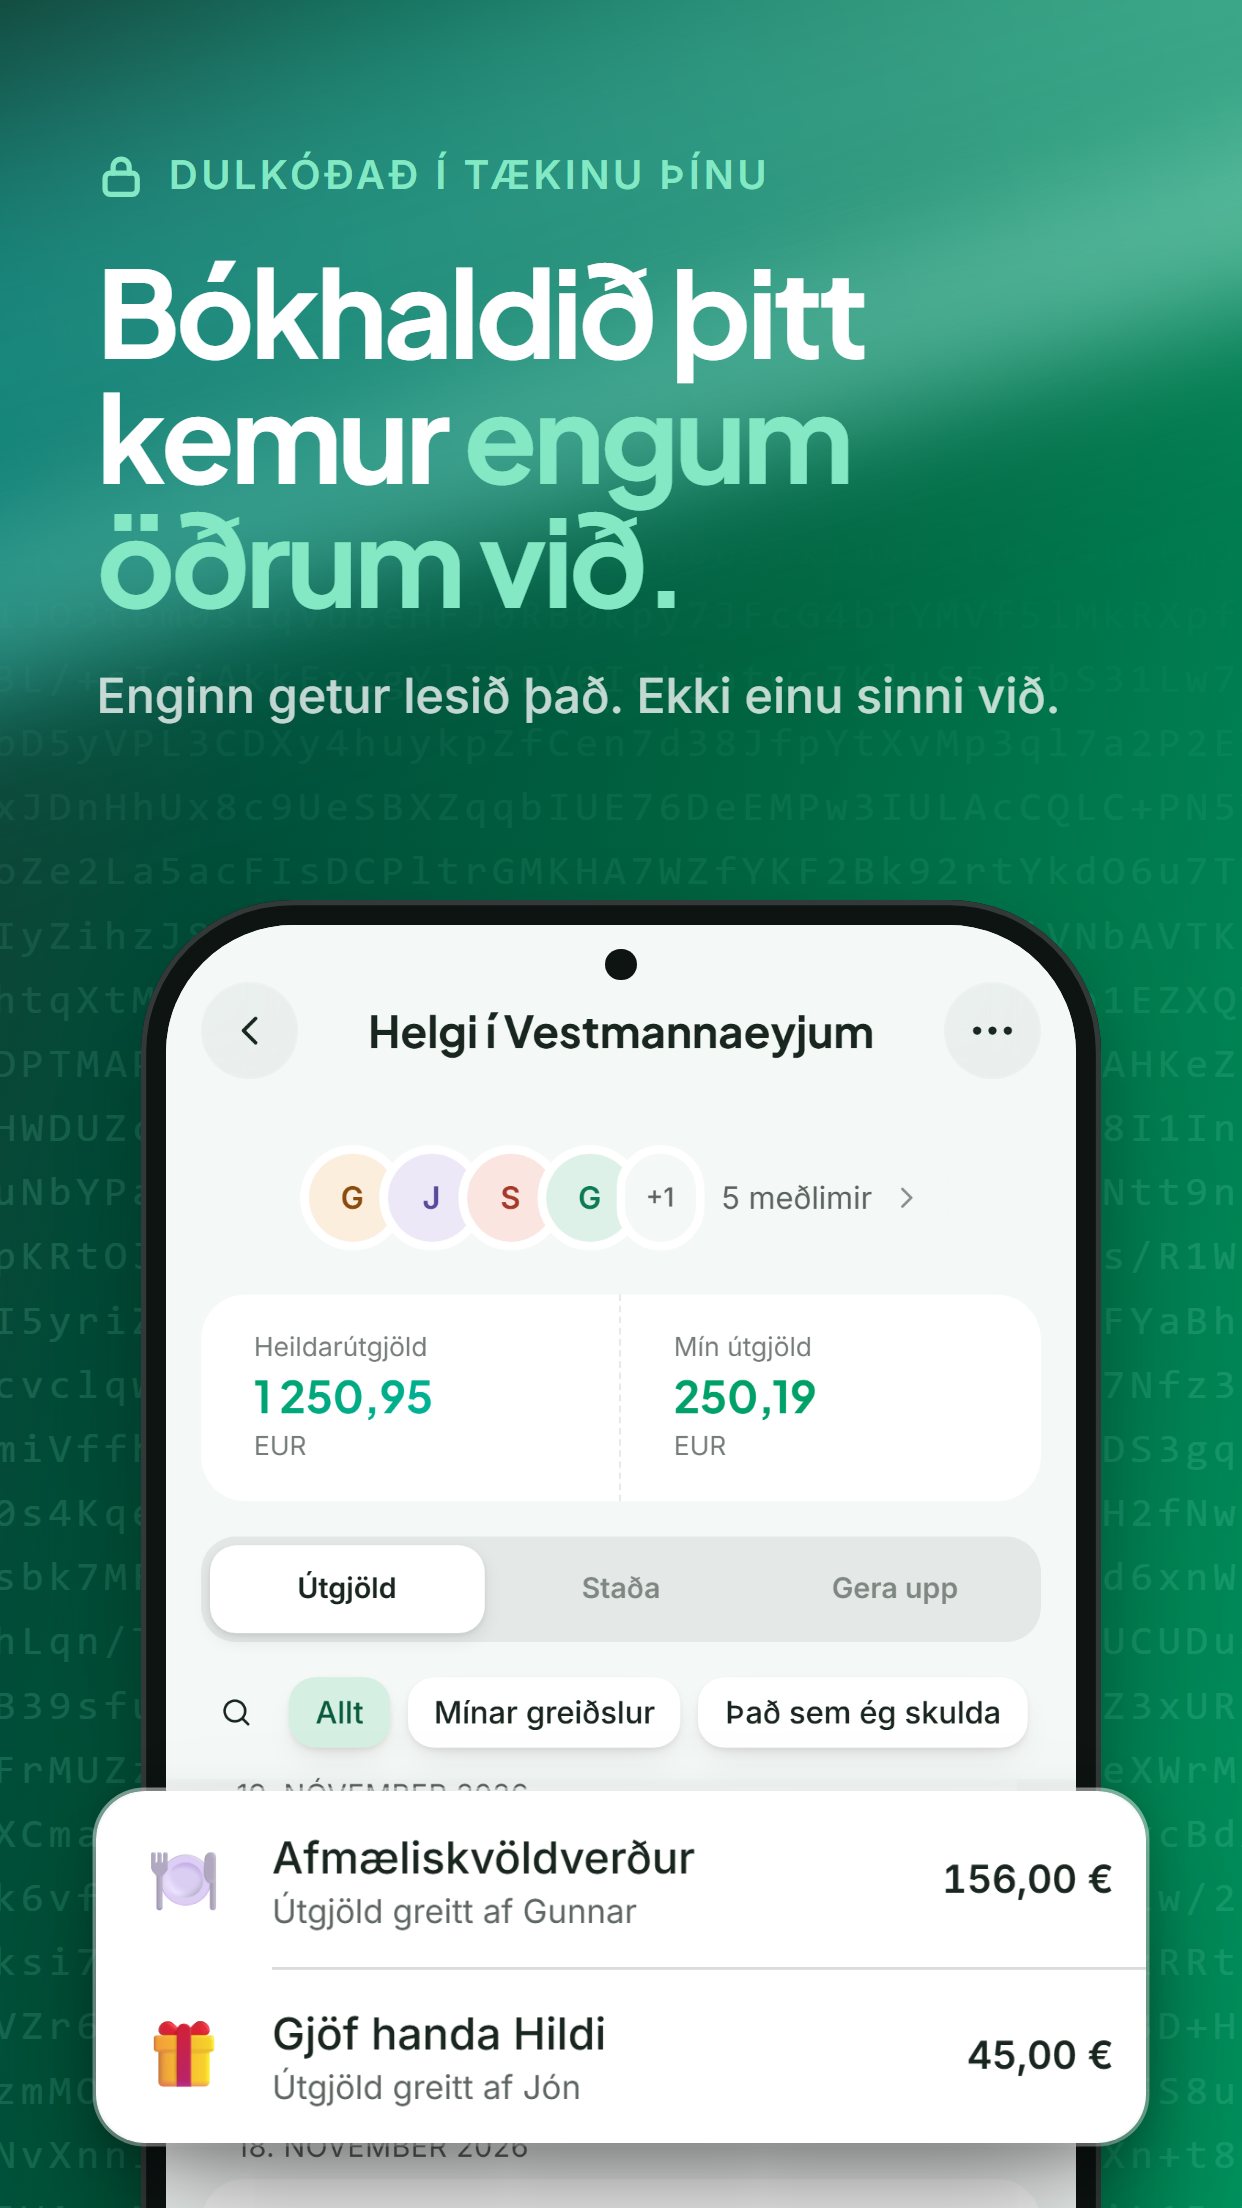 DULKÓÐAÐ Í TÆKINU ÞÍNU
Bókhaldið þitt
kemur engum
öðrum við.
Enginn getur lesið það. Ekki einu sinni við.
Helgi í Vestmannaeyjum
G J S G +1 5 meðlimir
Heildarútgjöld
1 250,95
EUR
Mín útgjöld
250,19
EUR
Útgjöld Staða Gera upp
Allt Mínar greiðslur Það sem ég skulda
Afmæliskvöldverður
Útgjöld greitt af Gunnar
156,00 €
Gjöf handa Hildi
Útgjöld greitt af Jón
45,00 €
18. NÓVEMBER 2026